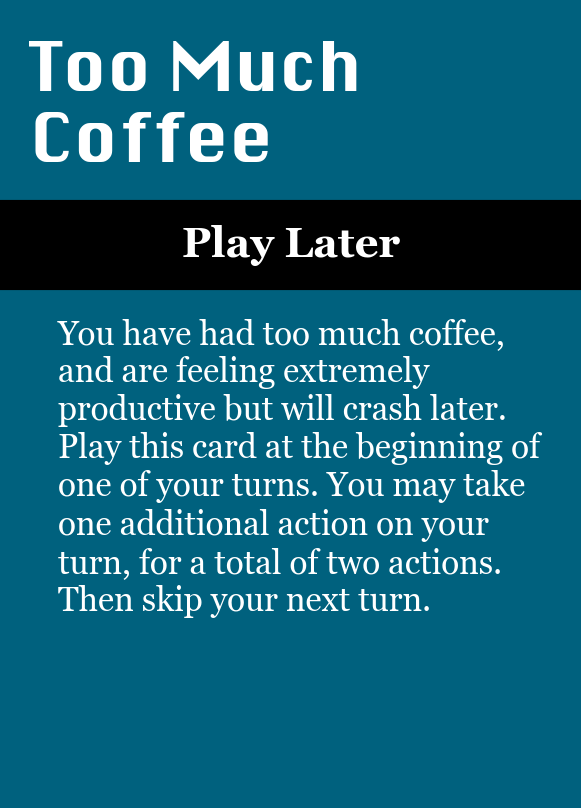 Too Much
Coffee
Play Later
You have had too much coffee,
and are feeling extremely
productive but will crash later.
Play this card at the beginning of
one of your turns. You may take
one additional action on your
turn, for a total of two actions.
Then skip your next turn.